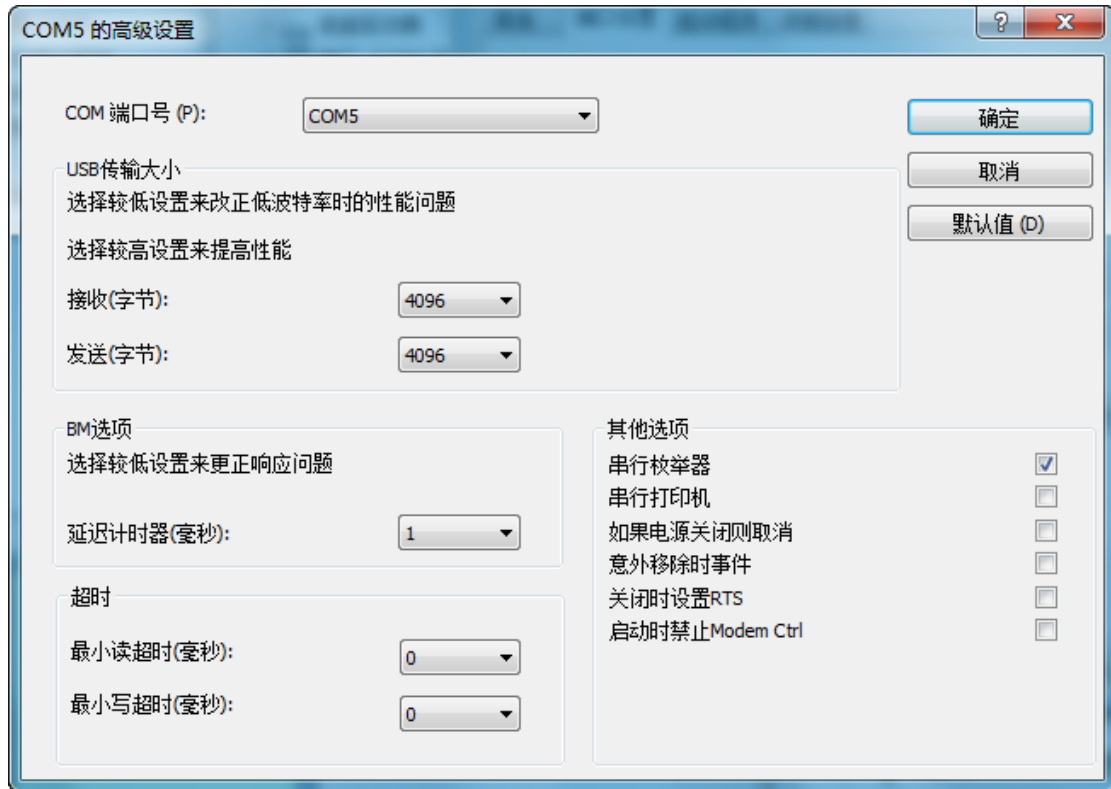 COM5 的高级设置
COM 端口号 (P):
COM5
确定
取消
默认值 (D)
USB传输大小
选择较低设置来改正低波特率时的性能问题
选择较高设置来提高性能
接收(字节):
4096
发送(字节):
4096
BM选项
选择较低设置来更正响应问题
延迟计时器(毫秒):
1
超时
最小读超时(毫秒):
0
最小写超时(毫秒):
0
其他选项
串行枚举器
串行打印机
如果电源关闭则取消
意外移除时事件
关闭时设置RTS
启动时禁止Modem Ctrl